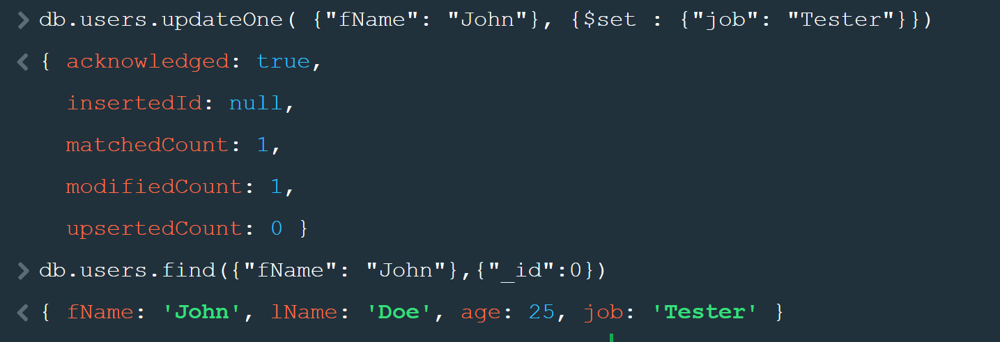 > db.users.updateOne( {"fName": "John"}, {$set : {"job": "Tester"}})
< { acknowledged: true,
insertedId: null,
matchedCount: 1,
modifiedCount: 1,
upsertedCount: 0 }
> db.users.find({"fName": "John"},{"_id":0})
< { fName: 'John', lName: 'Doe', age: 25, job: 'Tester' }